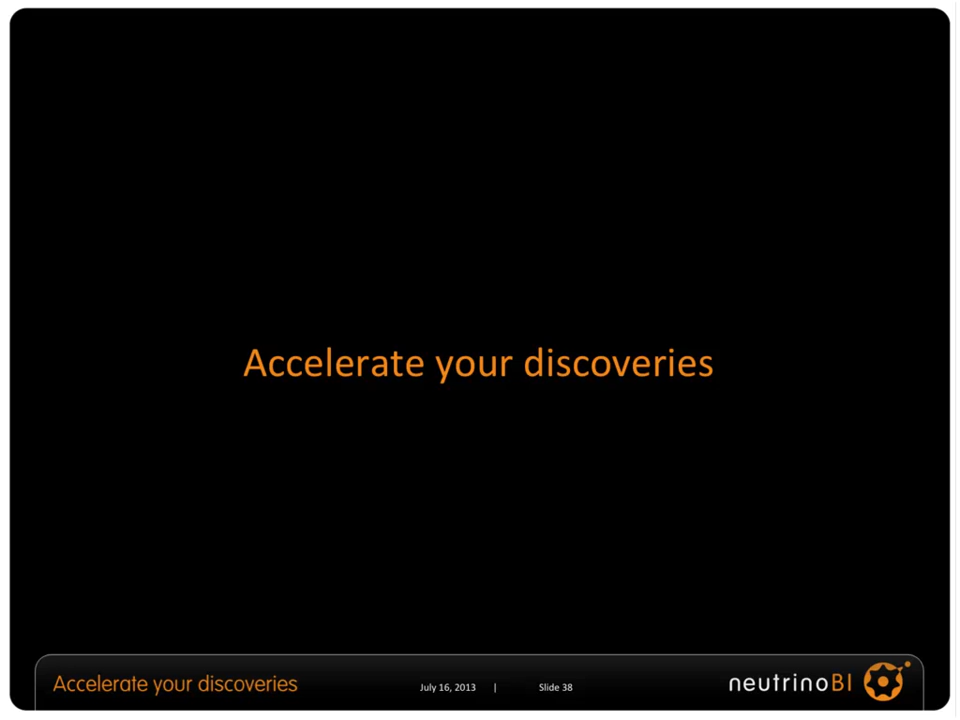 Accelerate your discoveries
Accelerate your discoveries July 16, 2013 | Slide 38 neutrinoBI